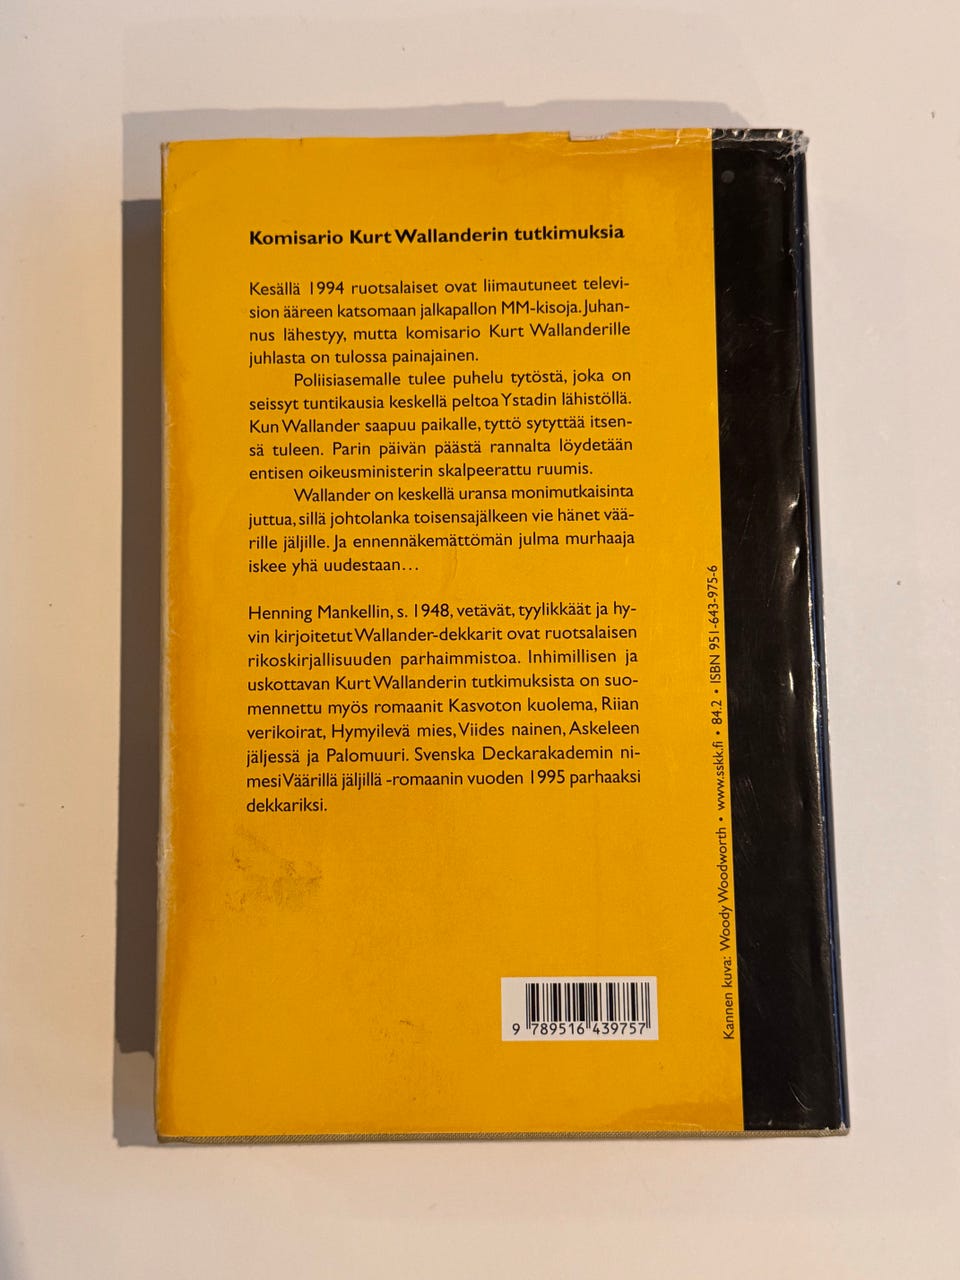 Komisario Kurt Wallanderin tutkimuksia
Kesällä 1994 ruotsalaiset ovat liimautuneet televi-
sion ääreen katsomaan jalkapallon MM-kisoja. Juhan-
nus lähestyy, mutta komisario Kurt Wallanderille
juhlasta on tulossa painajainen.
Poliisiasemalle tulee puhelu tytöstä, joka on
seissyt tuntikausia keskellä peltoa Ystadin lähistöllä.
Kun Wallander saapuu paikalle, tyttö sytyttää itsen-
sä tuleen. Parin päivän päästä rannalta löydetään
entisen oikeusministerin skalpeerattu ruumis.
Wallander on keskellä uransa monimutkaisinta
juttua, sillä johtolanka toisensajälkeen vie hänet vää-
rille jäljille. Ja ennennäkemättömän julma murhaaja
iskee yhä uudestaan...
Henning Mankellin, s. 1948, vetävät, tyylikkäät ja hy-
vin kirjoitetut Wallander-dekkarit ovat ruotsalaisen
rikoskirjallisuuden parhaimmistoa. Inhimillisen ja
uskottavan Kurt Wallanderin tutkimuksista on suo-
mennettu myös romaanit Kasvoton kuolema, Riian
verikoirat, Hymyilevä mies, Viides nainen, Askeleen
jäljessä ja Palomuuri. Svenska Deckarakademin ni-
mesi Väärillä jäljillä -romaanin vuoden 1995 parhaaksi
dekkariksi.
9 789516 439757
Kannen kuva: Woody Woodworth • www.sskk.fi • 84.2 • ISBN 951-643-975-6